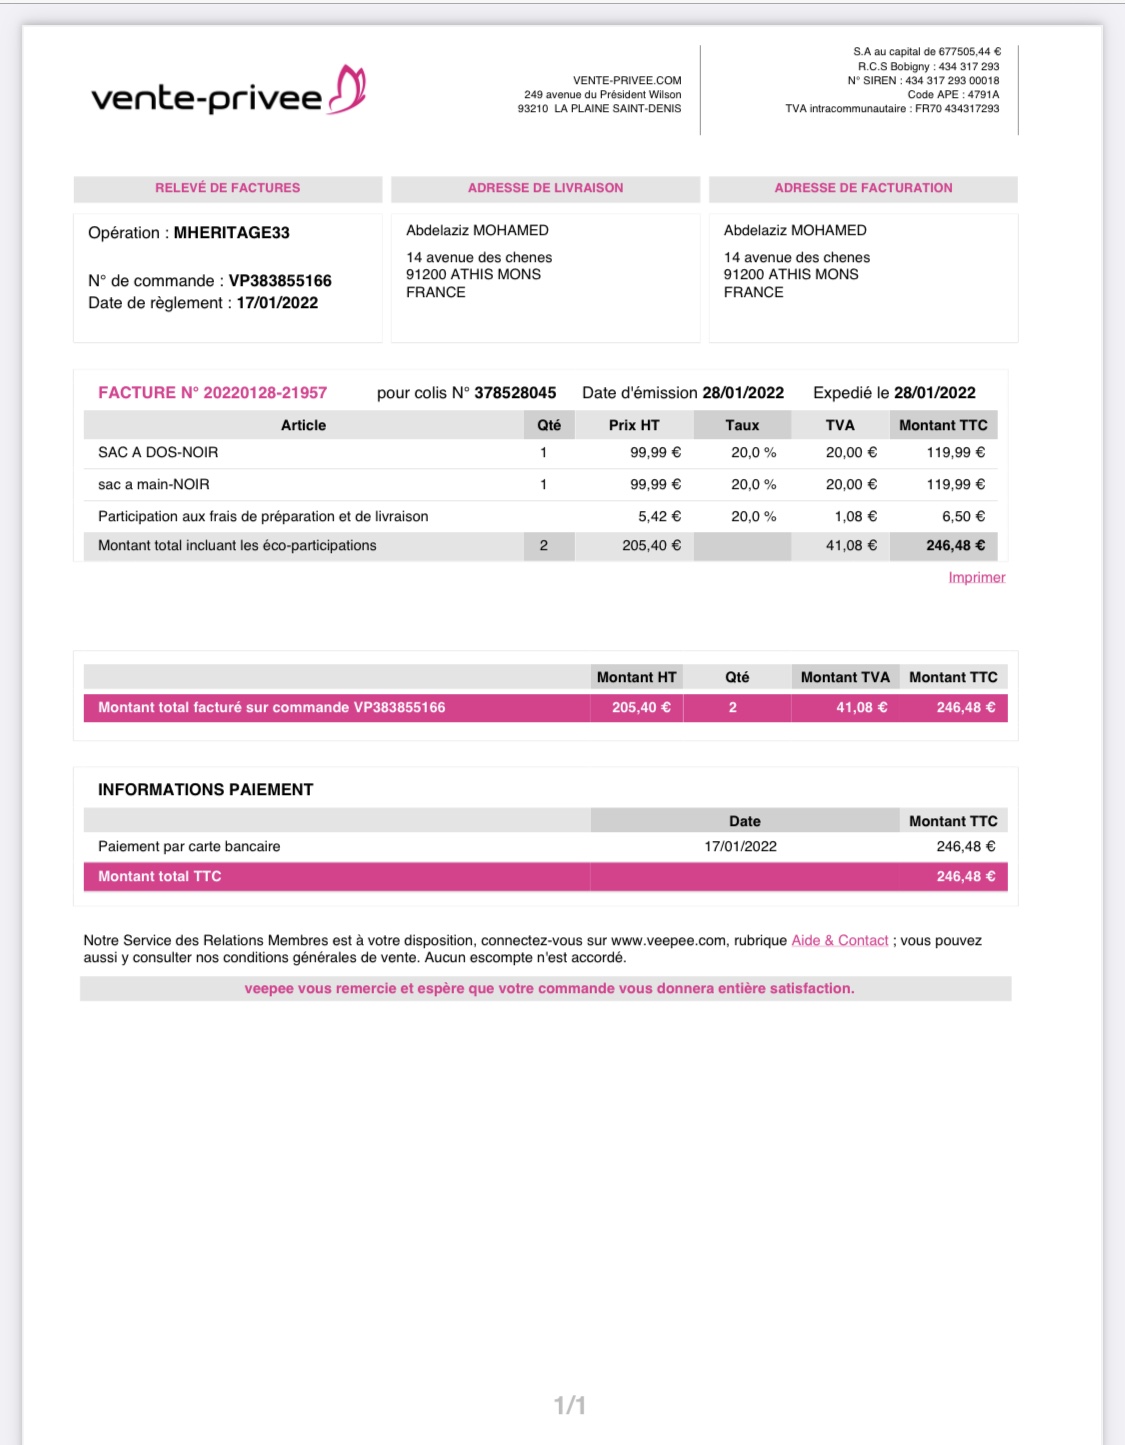 vente-privee
VENTE-PRIVEE.COM
249 avenue du Président Wilson
93210 LA PLAINE SAINT-DENIS
S.A au capital de 677505,44 €
R.C.S Bobigny : 434 317 293
N° SIREN : 434 317 293 00018
Code APE : 4791A
TVA intracommunautaire : FR70 434317293
RELEVÉ DE FACTURES
Opération : MHERITAGE33
N° de commande : VP383855166
Date de règlement : 17/01/2022
ADRESSE DE LIVRAISON
Abdelaziz MOHAMED
14 avenue des chenes
91200 ATHIS MONS
FRANCE
ADRESSE DE FACTURATION
Abdelaziz MOHAMED
14 avenue des chenes
91200 ATHIS MONS
FRANCE
FACTURE N° 20220128-21957 pour colis N° 378528045 Date d'émission 28/01/2022 Expedié le 28/01/2022
Article Qté Prix HT Taux TVA Montant TTC
SAC A DOS-NOIR 1 99,99 € 20,0 % 20,00 € 119,99 €
sac a main-NOIR 1 99,99 € 20,0 % 20,00 € 119,99 €
Participation aux frais de préparation et de livraison 5,42 € 20,0 % 1,08 € 6,50 €
Montant total incluant les éco-participations 2 205,40 € 41,08 € 246,48 €
Imprimer
Montant HT Qté Montant TVA Montant TTC
Montant total facturé sur commande VP383855166 205,40 € 2 41,08 € 246,48 €
INFORMATIONS PAIEMENT
Date Montant TTC
Paiement par carte bancaire 17/01/2022 246,48 €
Montant total TTC 246,48 €
Notre Service des Relations Membres est à votre disposition, connectez-vous sur www.veepee.com, rubrique Aide & Contact ; vous pouvez
aussi y consulter nos conditions générales de vente. Aucun escompte n'est accordé.
veepee vous remercie et espère que votre commande vous donnera entière satisfaction.
1/1